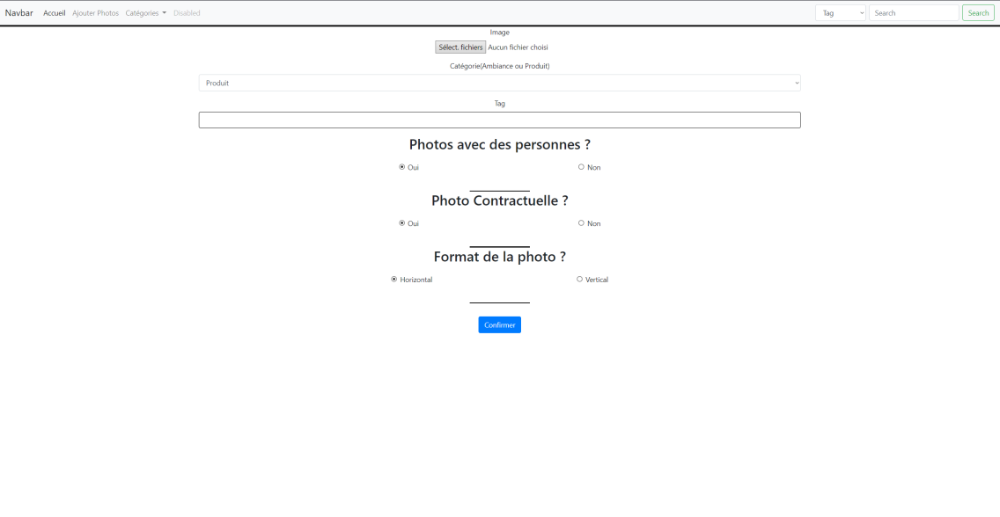 Navbar Accueil Ajouter Photos Catégories Disabled Tag Search Search
Image
Sélect. fichiers Aucun fichier choisi
Catégorie(Ambiance ou Produit)
Produit
Tag
Photos avec des personnes ?
Oui Non
Photo Contractuelle ?
Oui Non
Format de la photo ?
Horizontal Vertical
Confirmer